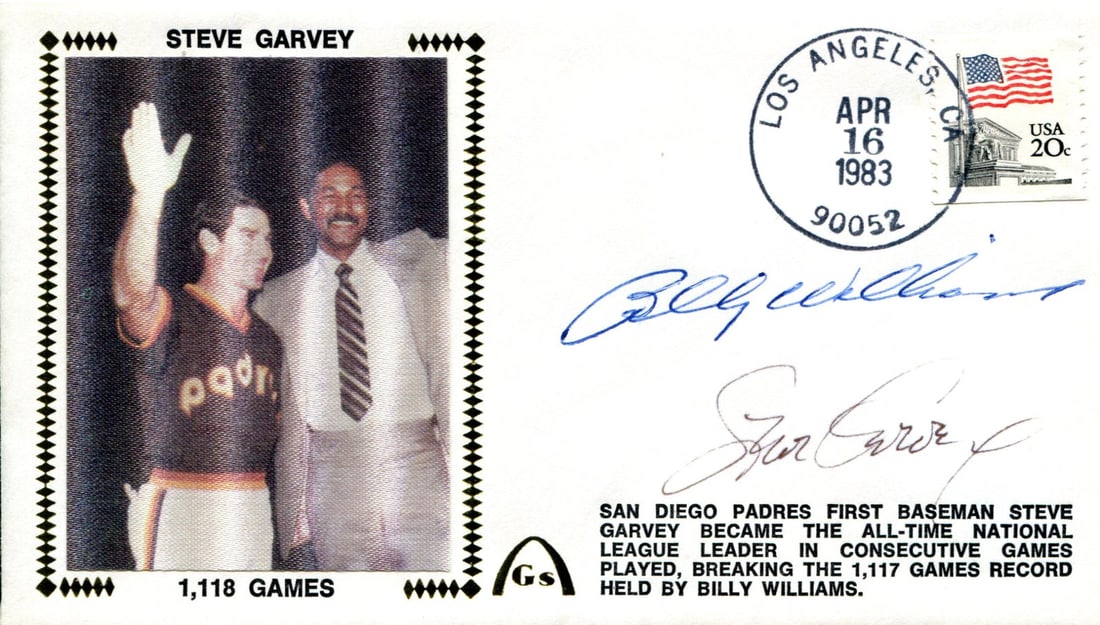 STEVE GARVEY
padr
1,118 GAMES
LOS ANGELES, CA
APR
16
1983
90052
USA
20c
Billy Williams
Steve Garvey
Gs
SAN DIEGO PADRES FIRST BASEMAN STEVE
GARVEY BECAME THE ALL-TIME NATIONAL
LEAGUE LEADER IN CONSECUTIVE GAMES
PLAYED, BREAKING THE 1,117 GAMES RECORD
HELD BY BILLY WILLIAMS.